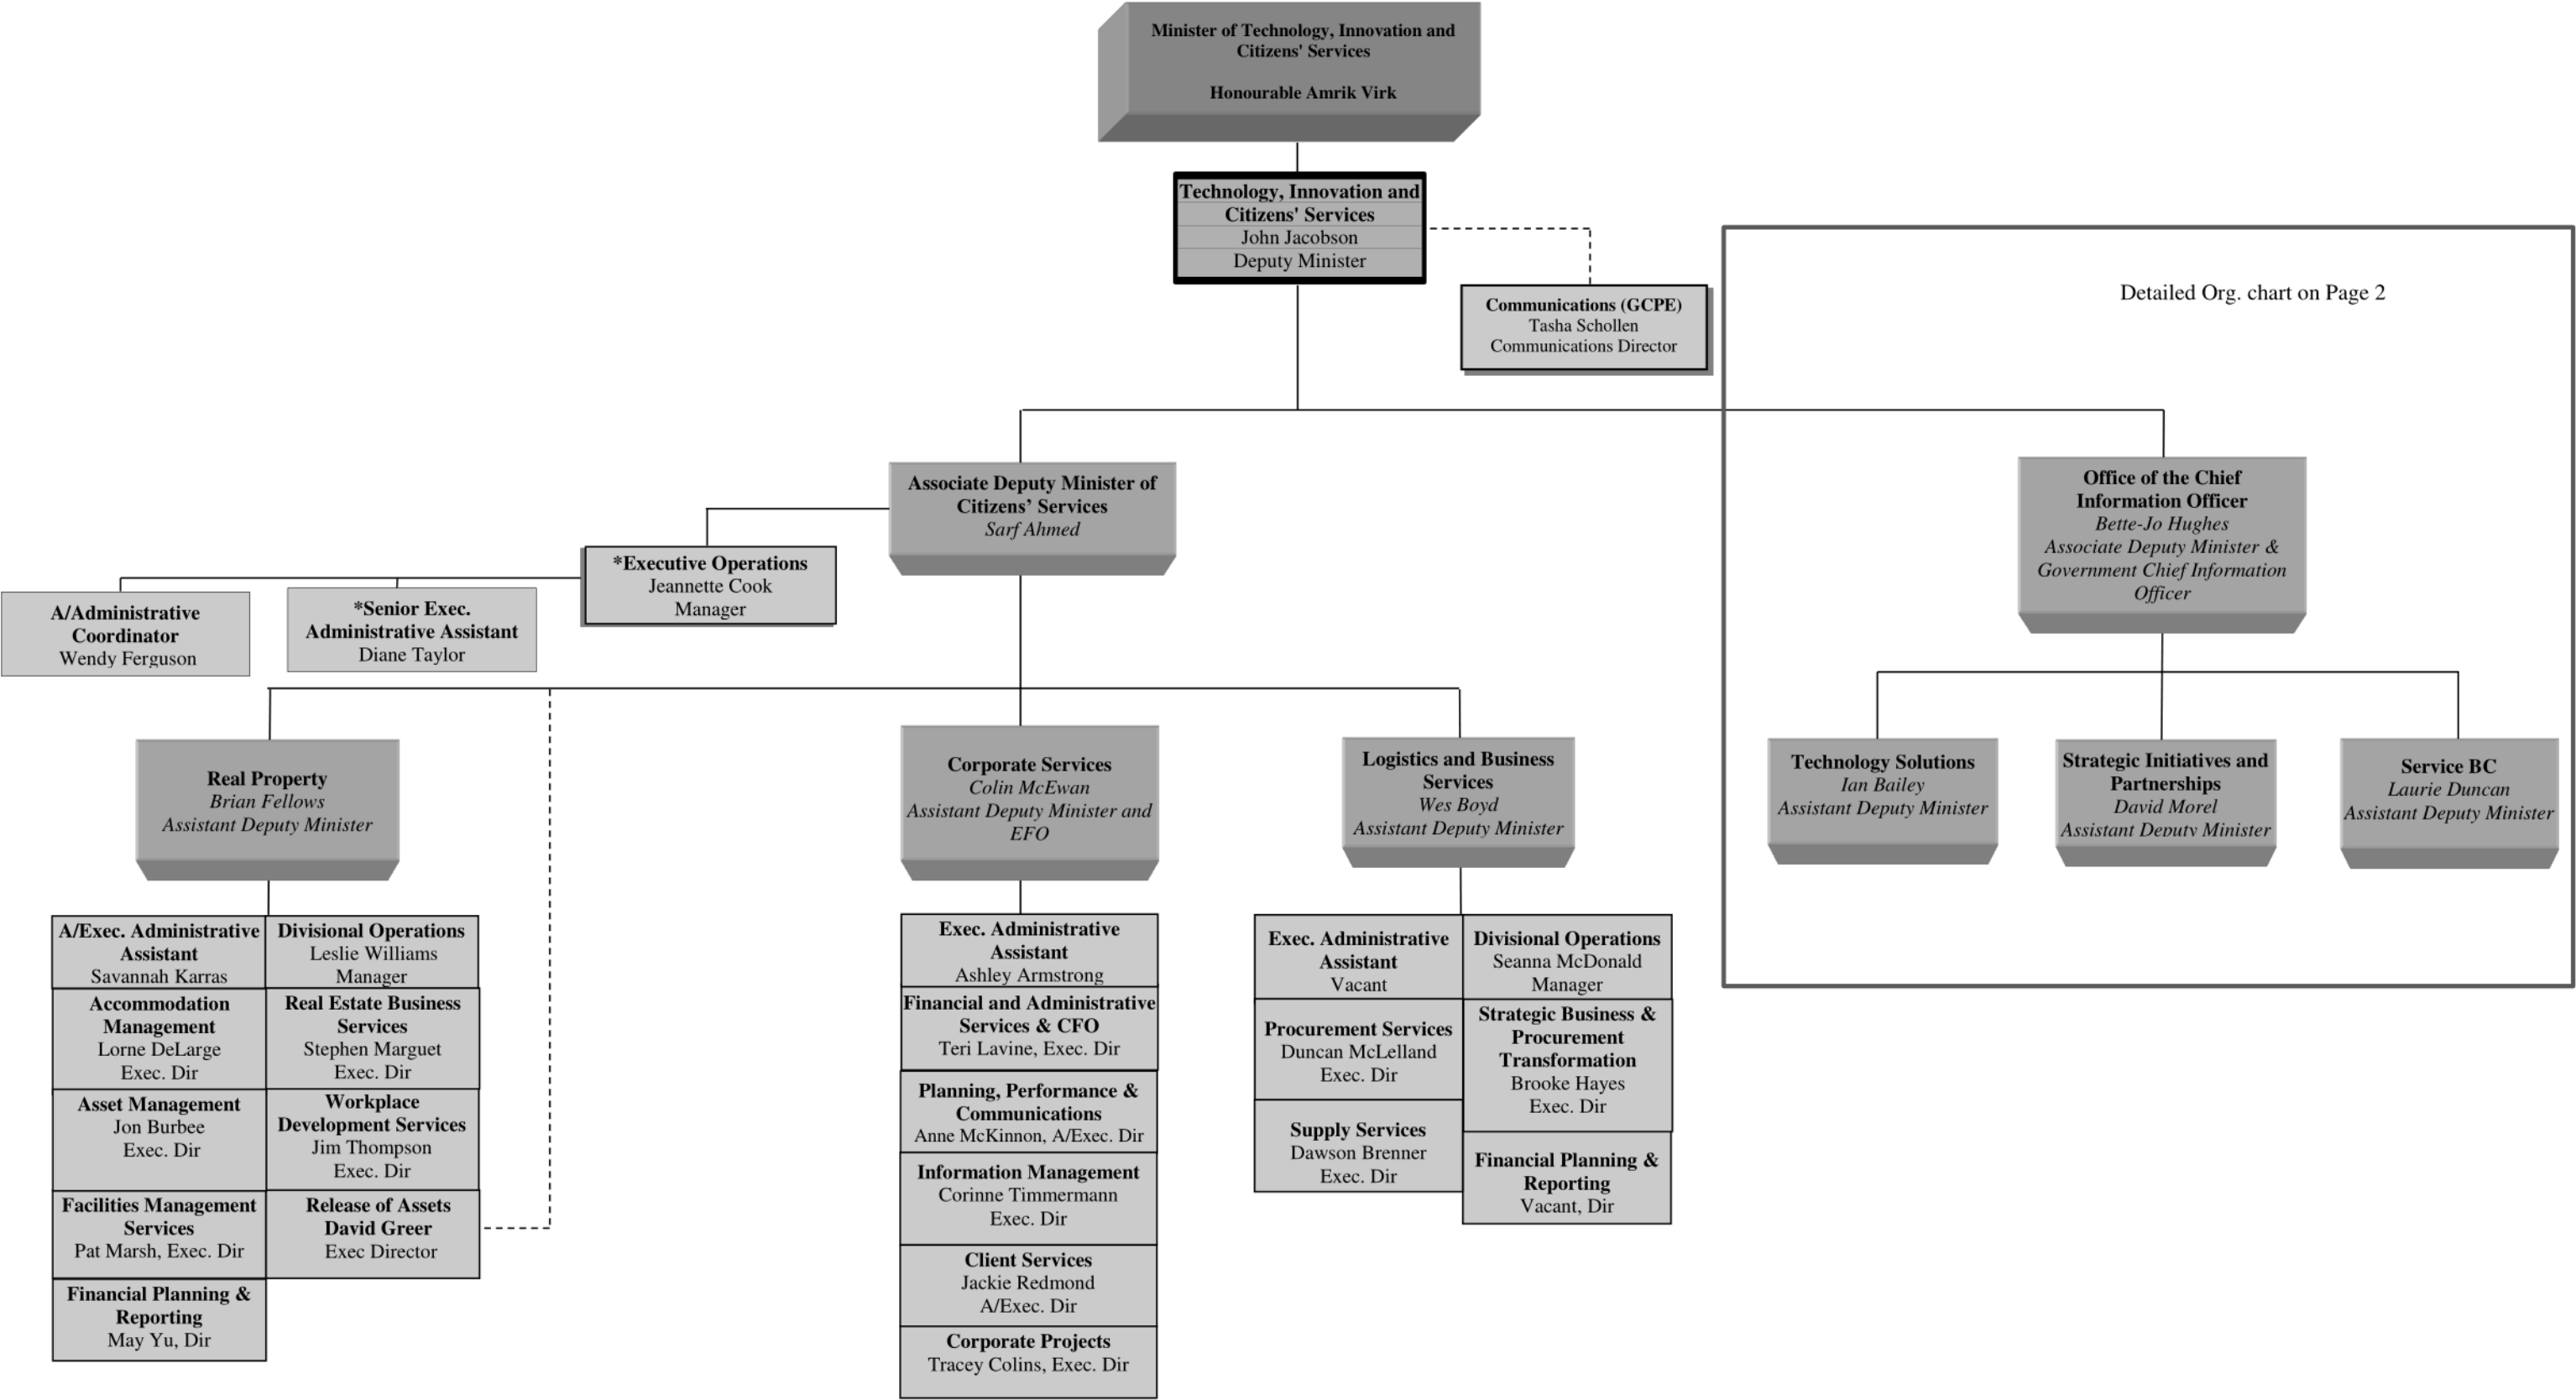 Minister of Technology, Innovation and
Citizens' Services
Honourable Amrik Virk
Technology, Innovation and
Citizens' Services
John Jacobson
Deputy Minister
Communications (GCPE)
Tasha Schollen
Communications Director
Detailed Org. chart on Page 2
Associate Deputy Minister of
Citizens’ Services
Sarf Ahmed
Office of the Chief
Information Officer
Bette-Jo Hughes
Associate Deputy Minister &
Government Chief Information
Officer
*Executive Operations
Jeannette Cook
Manager
A/Administrative
Coordinator
Wendy Ferguson
*Senior Exec.
Administrative Assistant
Diane Taylor
Real Property
Brian Fellows
Assistant Deputy Minister
Corporate Services
Colin McEwan
Assistant Deputy Minister and
EFO
Logistics and Business
Services
Wes Boyd
Assistant Deputy Minister
Technology Solutions
Ian Bailey
Assistant Deputy Minister
Strategic Initiatives and
Partnerships
David Morel
Assistant Deputy Minister
Service BC
Laurie Duncan
Assistant Deputy Minister
A/Exec. Administrative
Assistant
Savannah Karras
Divisional Operations
Leslie Williams
Manager
Accommodation
Management
Lorne DeLarge
Exec. Dir
Real Estate Business
Services
Stephen Marguet
Exec. Dir
Asset Management
Jon Burbee
Exec. Dir
Workplace
Development Services
Jim Thompson
Exec. Dir
Facilities Management
Services
Pat Marsh, Exec. Dir
Release of Assets
David Greer
Exec Director
Financial Planning &
Reporting
May Yu, Dir
Exec. Administrative
Assistant
Ashley Armstrong
Financial and Administrative
Services & CFO
Teri Lavine, Exec. Dir
Planning, Performance &
Communications
Anne McKinnon, A/Exec. Dir
Information Management
Corinne Timmermann
Exec. Dir
Client Services
Jackie Redmond
A/Exec. Dir
Corporate Projects
Tracey Colins, Exec. Dir
Exec. Administrative
Assistant
Vacant
Divisional Operations
Seanna McDonald
Manager
Procurement Services
Duncan McLelland
Exec. Dir
Strategic Business &
Procurement
Transformation
Brooke Hayes
Exec. Dir
Supply Services
Dawson Brenner
Exec. Dir
Financial Planning &
Reporting
Vacant, Dir